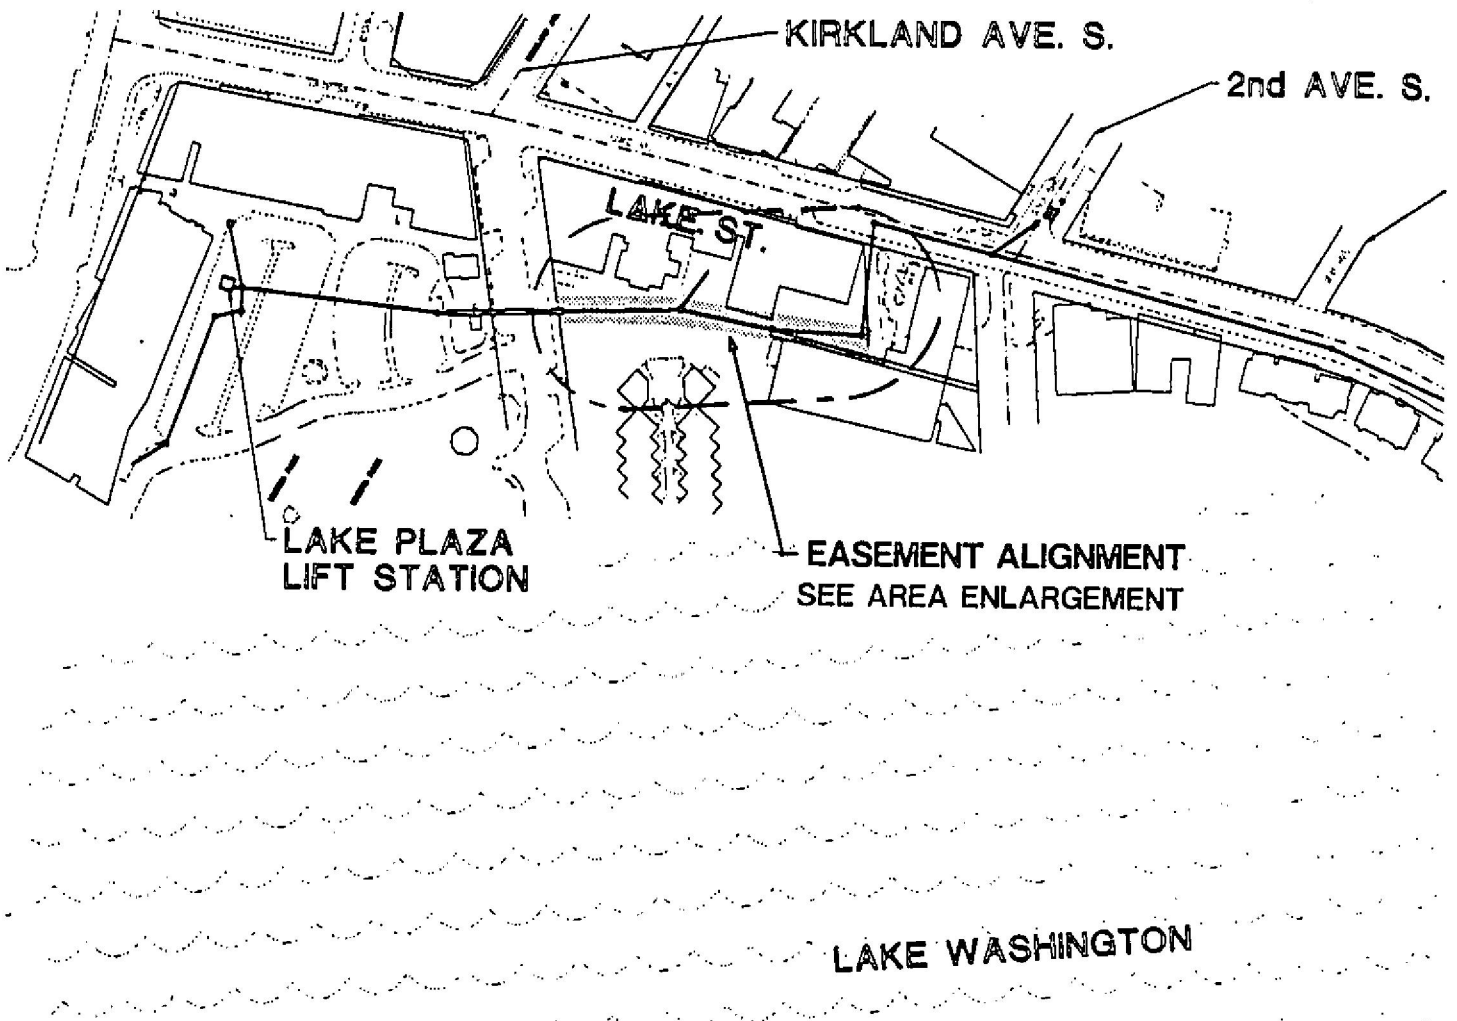 KIRKLAND AVE. S.
2nd AVE. S.
LAKE ST.
LAKE PLAZA
LIFT STATION
EASEMENT ALIGNMENT
SEE AREA ENLARGEMENT
LAKE WASHINGTON